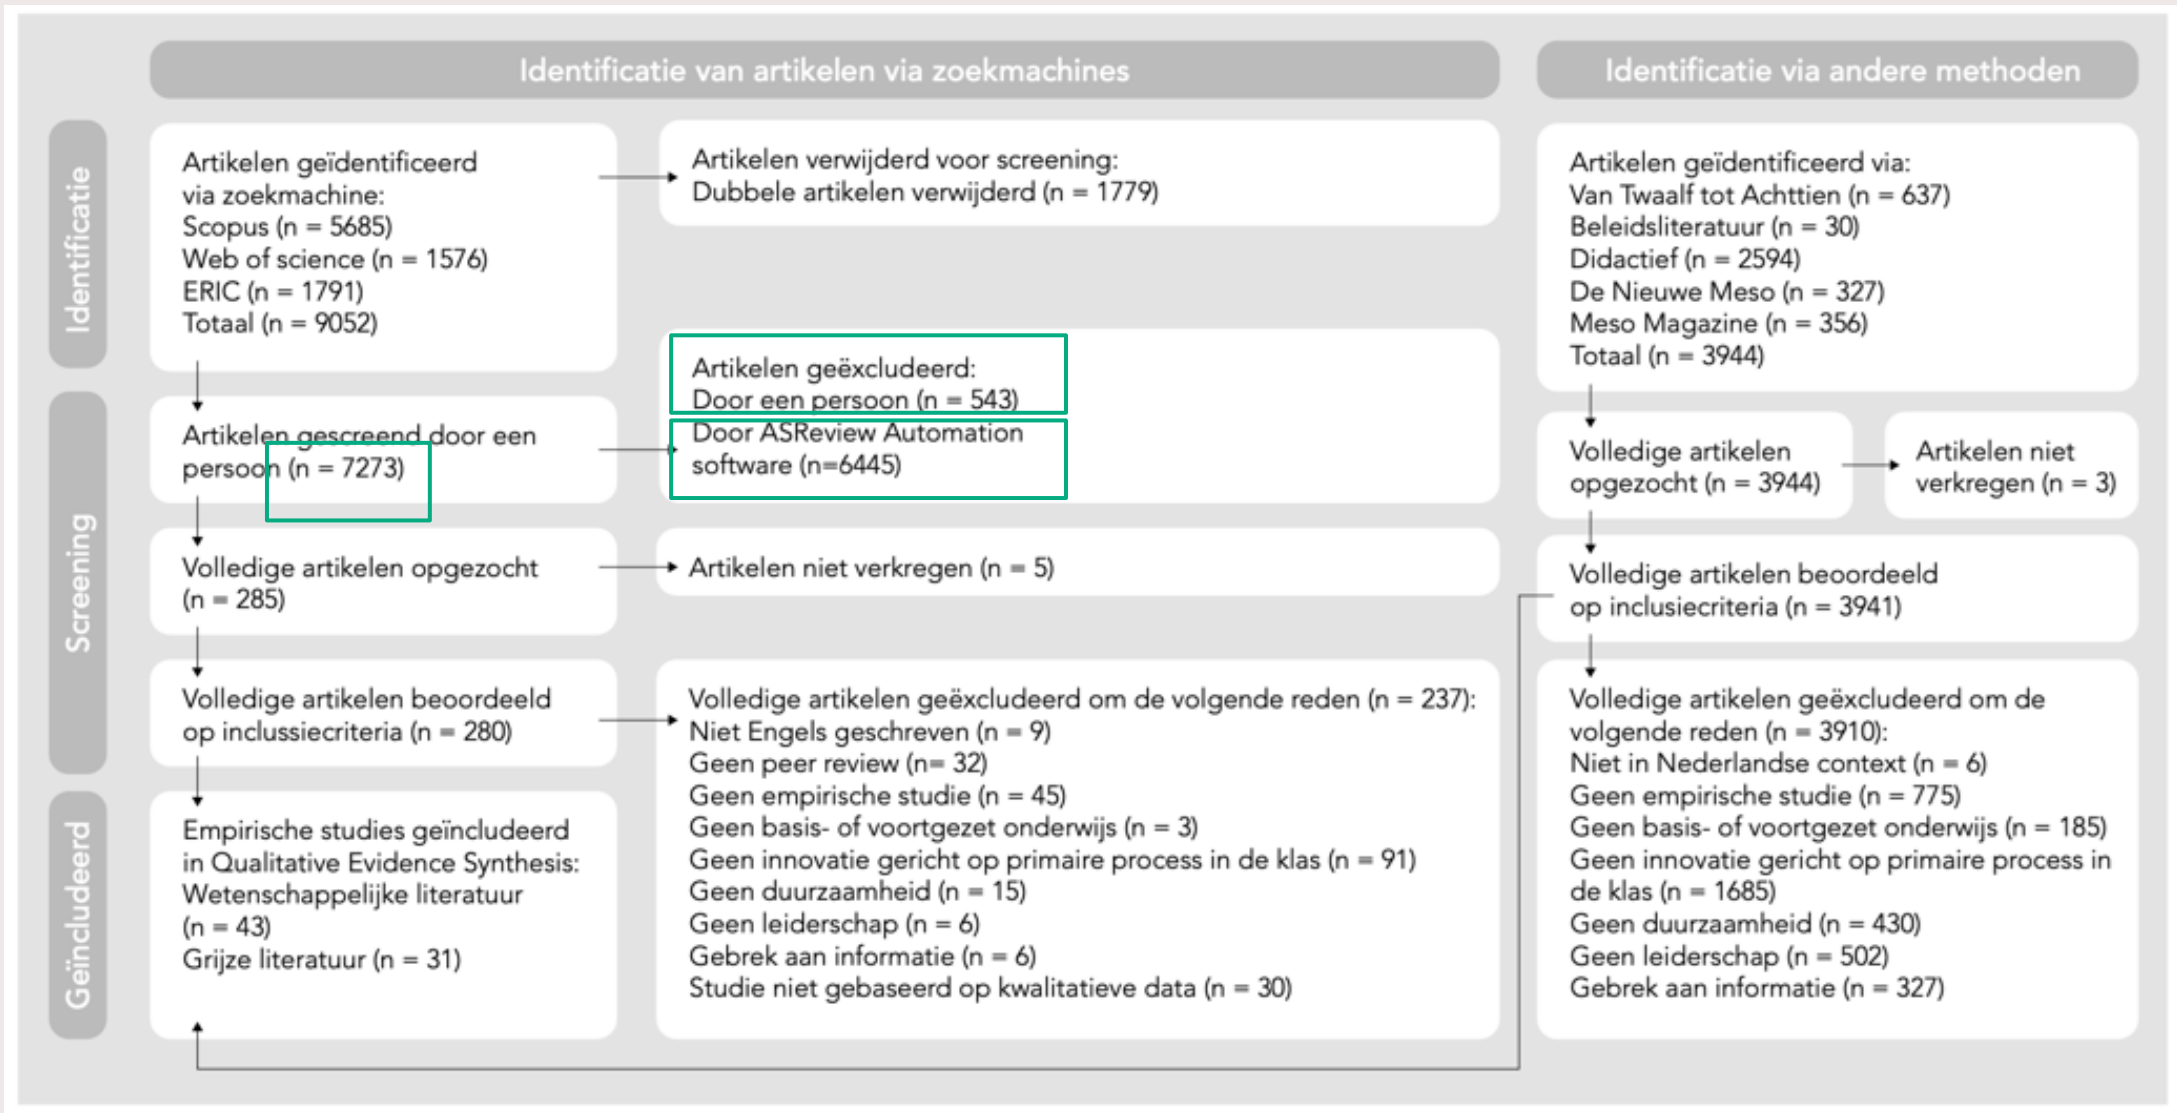 Identificatie van artikelen via zoekmachines
Identificatie via andere methoden
Identificatie
Artikelen geïdentificeerd
via zoekmachine:
Scopus (n = 5685)
Web of science (n = 1576)
ERIC (n = 1791)
Totaal (n = 9052)
Artikelen verwijderd voor screening:
Dubbele artikelen verwijderd (n = 1779)
Artikelen geïdentificeerd via:
Van Twaalf tot Achttien (n = 637)
Beleidsliteratuur (n = 30)
Didactief (n = 2594)
De Nieuwe Meso (n = 327)
Meso Magazine (n = 356)
Totaal (n = 3944)
Screening
Artikelen gescreend door een
persoon (n = 7273)
Artikelen geëxcludeerd:
Door een persoon (n = 543)
Door ASReview Automation
software (n=6445)
Volledige artikelen
opgezocht (n = 3944)
Artikelen niet
verkregen (n = 3)
Volledige artikelen opgezocht
(n = 285)
Artikelen niet verkregen (n = 5)
Volledige artikelen beoordeeld
op inclusiecriteria (n = 3941)
Volledige artikelen beoordeeld
op inclussiecriteria (n = 280)
Volledige artikelen geëxcludeerd om de volgende reden (n = 237):
Niet Engels geschreven (n = 9)
Geen peer review (n= 32)
Geen empirische studie (n = 45)
Geen basis- of voortgezet onderwijs (n = 3)
Geen innovatie gericht op primaire process in de klas (n = 91)
Geen duurzaamheid (n = 15)
Geen leiderschap (n = 6)
Gebrek aan informatie (n = 6)
Studie niet gebaseerd op kwalitatieve data (n = 30)
Volledige artikelen geëxcludeerd om de
volgende reden (n = 3910):
Niet in Nederlandse context (n = 6)
Geen empirische studie (n = 775)
Geen basis- of voortgezet onderwijs (n = 185)
Geen innovatie gericht op primaire process in
de klas (n = 1685)
Geen duurzaamheid (n = 430)
Geen leiderschap (n = 502)
Gebrek aan informatie (n = 327)
Geïncludeerd
Empirische studies geïncludeerd
in Qualitative Evidence Synthesis:
Wetenschappelijke literatuur
(n = 43)
Grijze literatuur (n = 31)